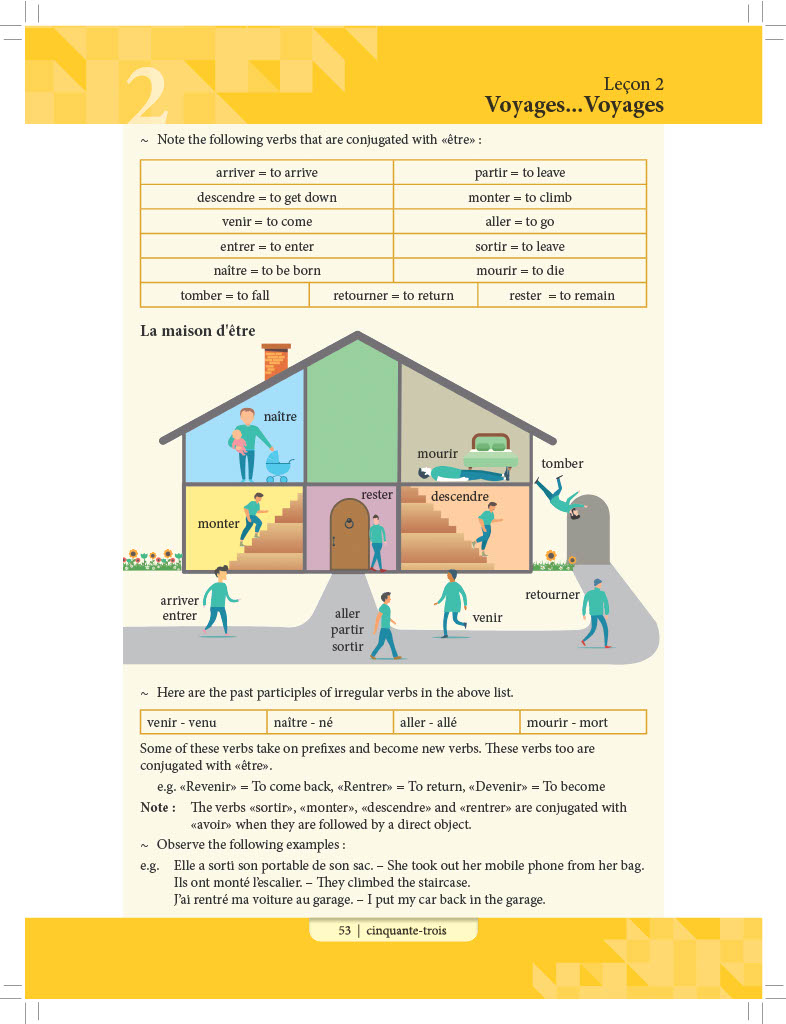 2
Leçon 2
Voyages...Voyages
~ Note the following verbs that are conjugated with «être» :
arriver = to arrive
partir = to leave
descendre = to get down
monter = to climb
venir = to come
aller = to go
entrer = to enter
sortir = to leave
naître = to be born
mourir = to die
tomber = to fall
retourner = to return
rester = to remain
La maison d'être
naître
mourir
tomber
monter
rester
descendre
arriver
entrer
aller
partir
sortir
venir
retourner
~ Here are the past participles of irregular verbs in the above list.
venir - venu
naître - né
aller - allé
mourir - mort
Some of these verbs take on prefixes and become new verbs. These verbs too are
conjugated with «être».
e.g. «Revenir» = To come back, «Rentrer» = To return, «Devenir» = To become
Note : The verbs «sortir», «monter», «descendre» and «rentrer» are conjugated with
«avoir» when they are followed by a direct object.
~ Observe the following examples :
e.g. Elle a sorti son portable de son sac. – She took out her mobile phone from her bag.
Ils ont monté l'escalier. – They climbed the staircase.
J'ai rentré ma voiture au garage. – I put my car back in the garage.
53 | cinquante-trois